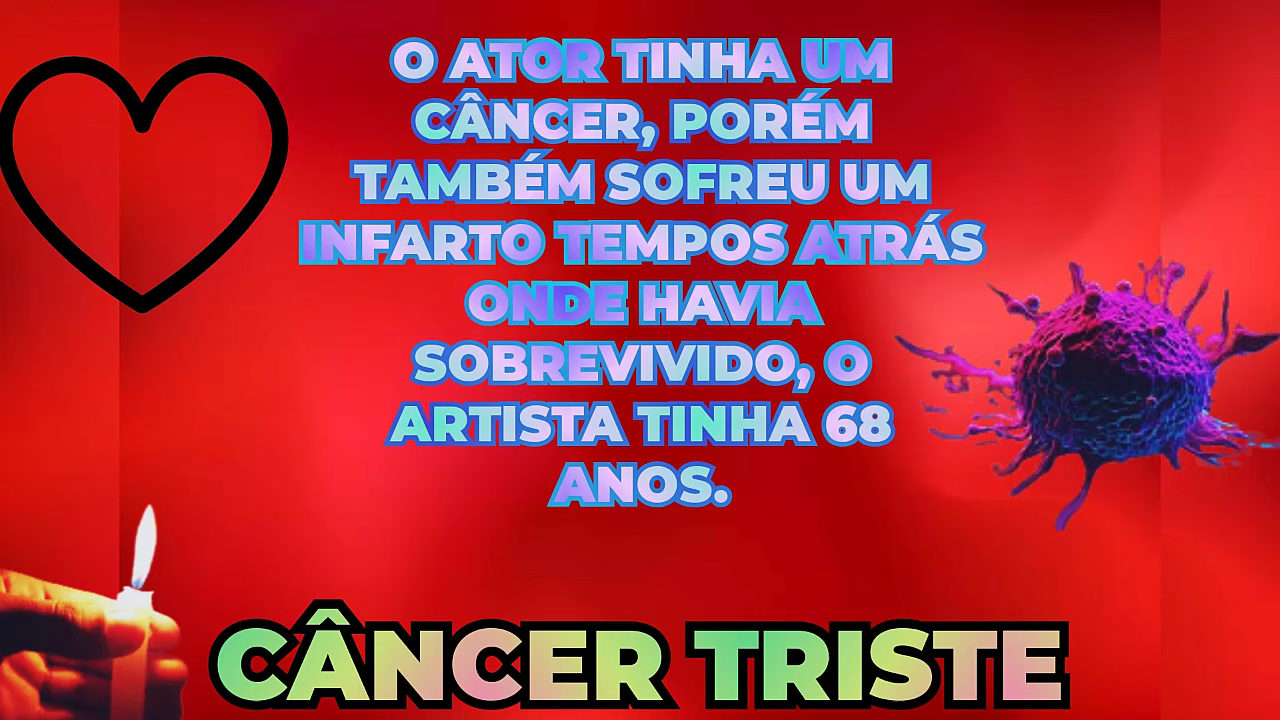 O ATOR TINHA UM
CÂNCER, PORÉM
TAMBÉM SOFREU UM
INFARTO TEMPOS ATRÁS
ONDE HAVIA
SOBREVIVIDO, O
ARTISTA TINHA 68
ANOS.
CÂNCER TRISTE